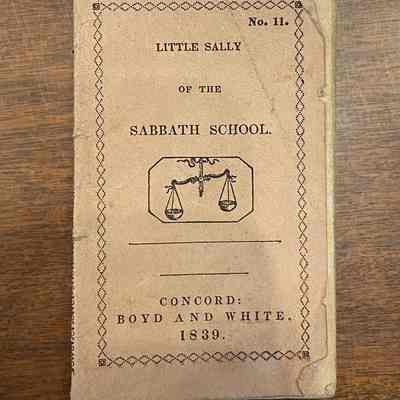 No. 11.
LITTLE SALLY
OF THE
SABBATH SCHOOL.
CONCORD:
BOYD AND WHITE.
1839.